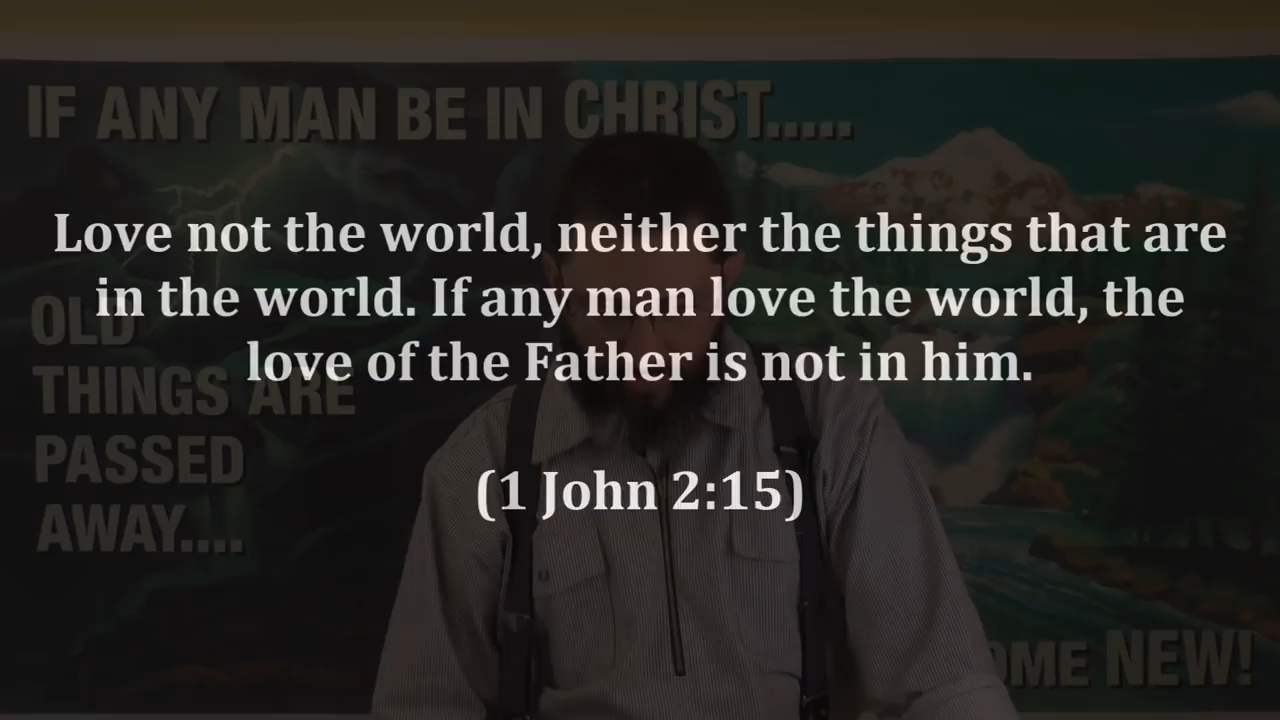 IF ANY MAN BE IN CHRIST.....
Love not the world, neither the things that are
in the world. If any man love the world, the
love of the Father is not in him.
(1 John 2:15)
OLD
THINGS ARE
PASSED
AWAY....
NEW!